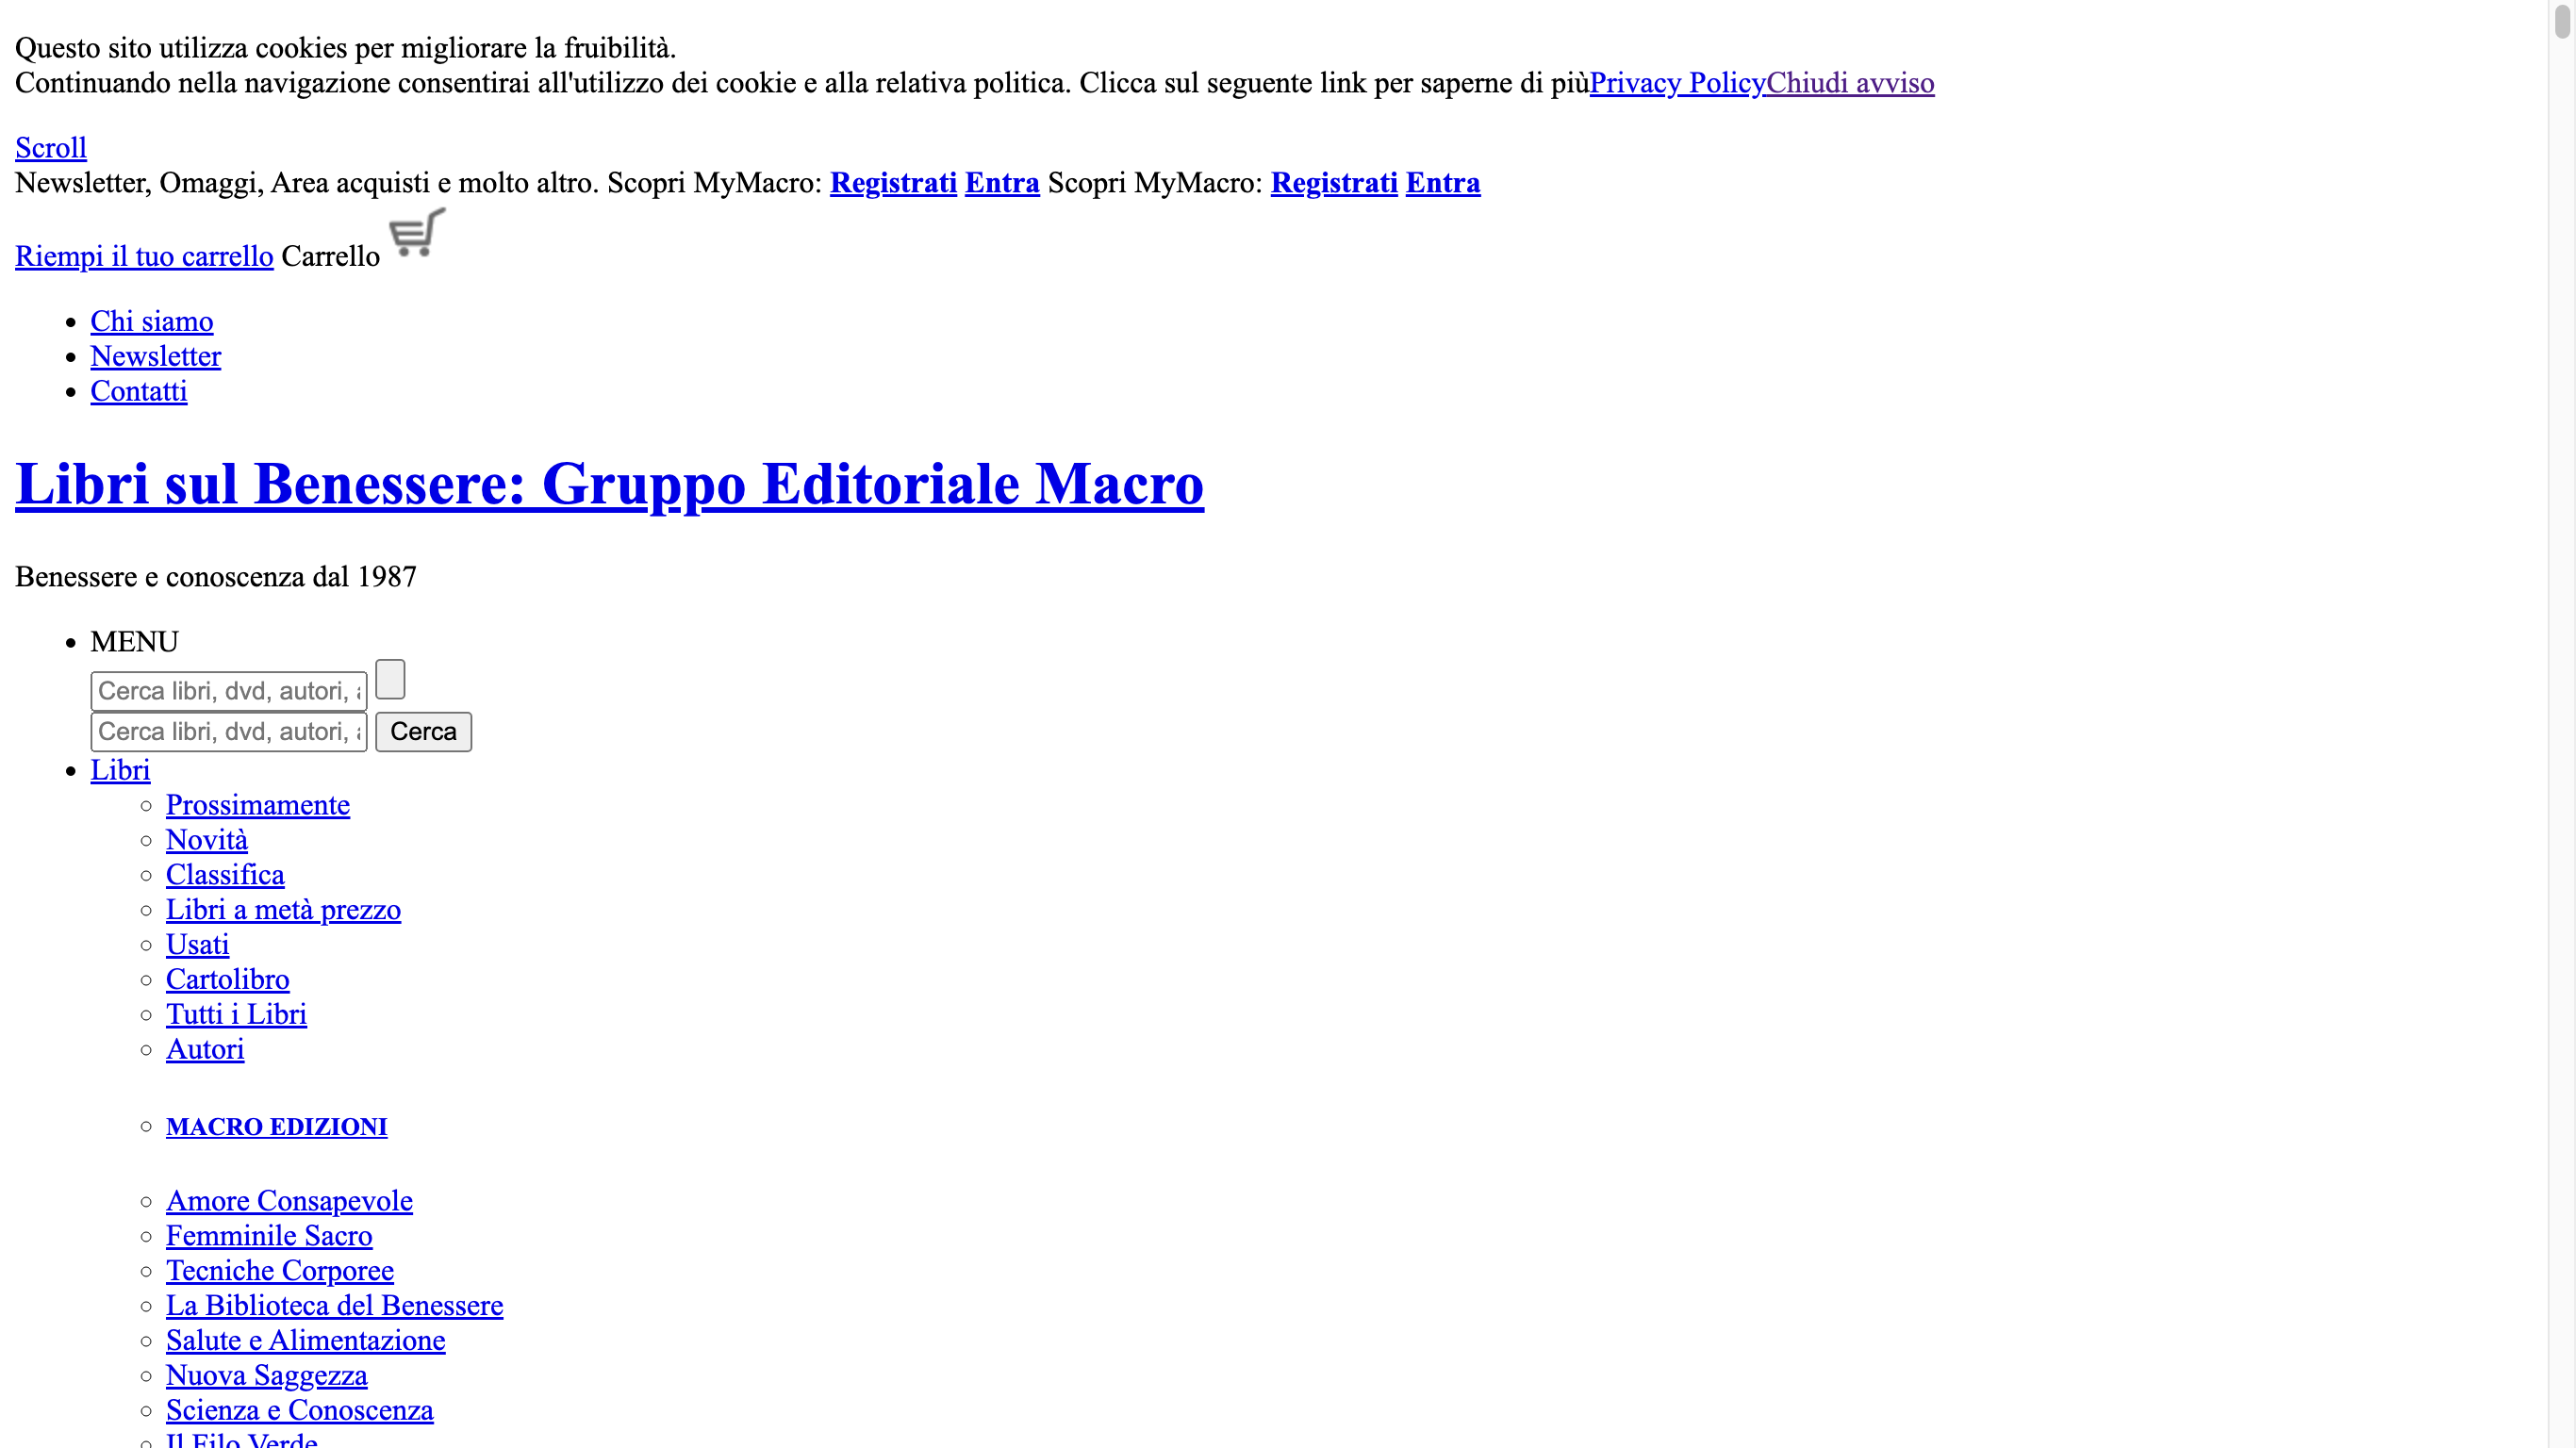 Questo sito utilizza cookies per migliorare la fruibilità.
Continuando nella navigazione consentirai all'utilizzo dei cookie e alla relativa politica. Clicca sul seguente link per saperne di piùPrivacy PolicyChiudi avviso
Scroll
Newsletter, Omaggi, Area acquisti e molto altro. Scopri MyMacro: Registrati Entra Scopri MyMacro: Registrati Entra
Riempi il tuo carrello Carrello
Chi siamo
Newsletter
Contatti
Libri sul Benessere: Gruppo Editoriale Macro
Benessere e conoscenza dal 1987
MENU
Cerca libri, dvd, autori,
Cerca libri, dvd, autori, Cerca
Libri
Prossimamente
Novità
Classifica
Libri a metà prezzo
Usati
Cartolibro
Tutti i Libri
Autori
MACRO EDIZIONI
Amore Consapevole
Femminile Sacro
Tecniche Corporee
La Biblioteca del Benessere
Salute e Alimentazione
Nuova Saggezza
Scienza e Conoscenza
Il Filo Verde